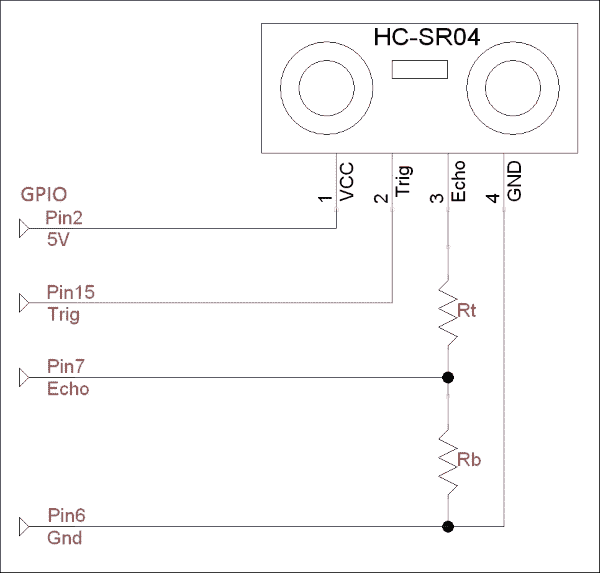 HC-SR04
1 VCC
2 Trig
3 Echo
4 GND
GPIO
Pin2
5V
Pin15
Trig
Rt
Pin7
Echo
Rb
Pin6
Gnd